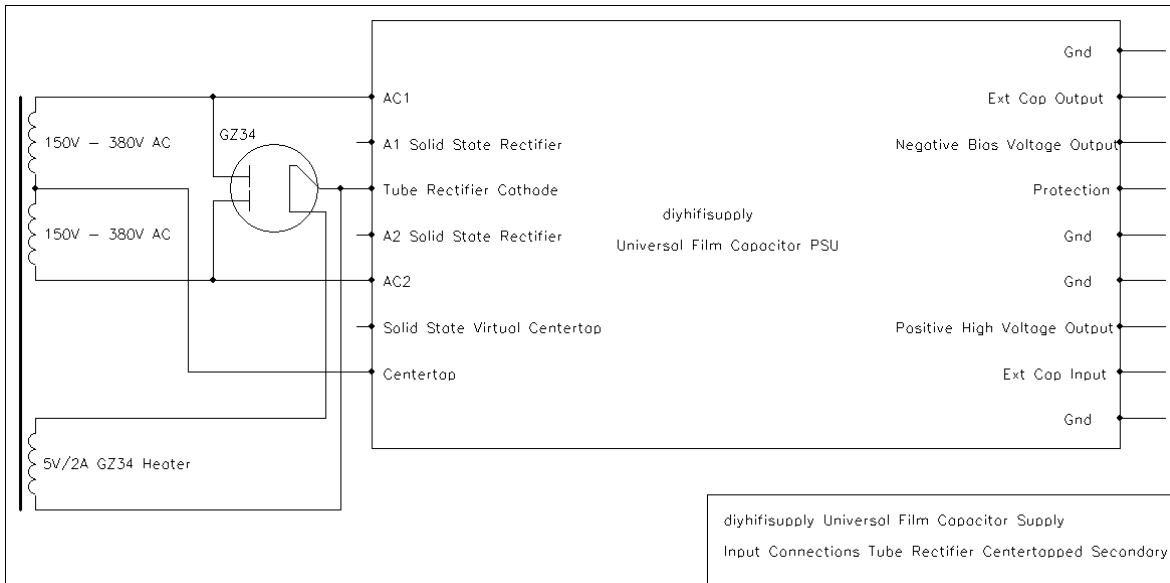 150V – 380V AC
150V – 380V AC
5V/2A GZ34 Heater
GZ34
AC1
A1 Solid State Rectifier
Tube Rectifier Cathode
A2 Solid State Rectifier
AC2
Solid State Virtual Centertap
Centertap
diyhifisupply
Universal Film Capacitor PSU
Gnd
Ext Cap Output
Negative Bias Voltage Output
Protection
Gnd
Gnd
Positive High Voltage Output
Ext Cap Input
Gnd
diyhifisupply Universal Film Capacitor Supply
Input Connections Tube Rectifier Centertapped Secondary